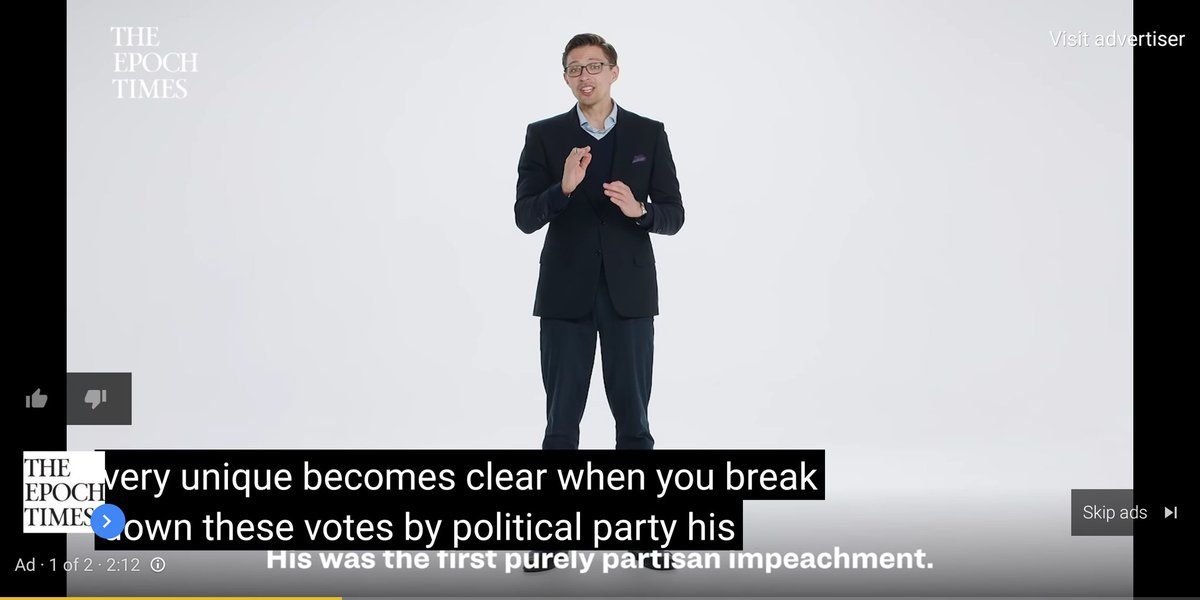 THE
EPOCH
TIMES
Visit advertiser
THE
EPOCH
TIMES
very unique becomes clear when you break
down these votes by political party his
Skip ads
His was the first purely partisan impeachment.
Ad · 1 of 2 · 2:12